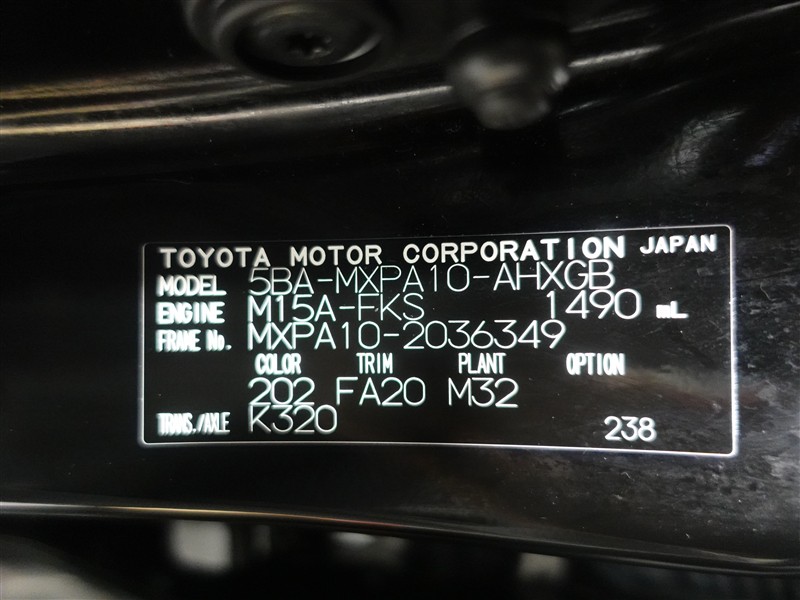 TOYOTA MOTOR CORPORATION JAPAN
MODEL 5BA-MXPA10-AHXGB
ENGINE M15A-FKS 1490 mL
FRAME No. MXPA10-2036349
COLOR TRIM PLANT OPTION
202 FA20 M32
TRANS./AXLE K320 238